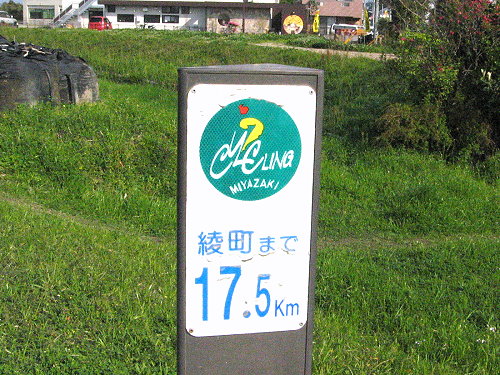 CYCLING
MIYAZAKI
綾町まで
17.5Km